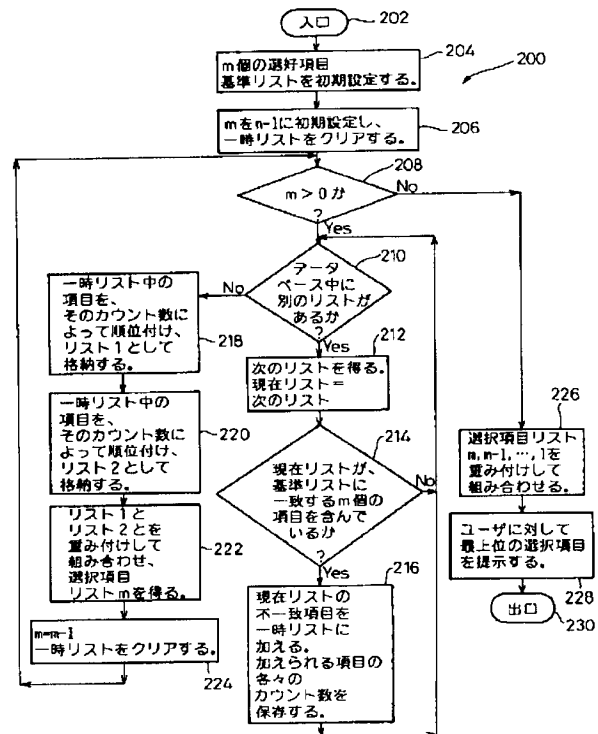 入口
202
m個の選好項目
基準リストを初期設定する。
204
200
mをn-1に初期設定し、
一時リストをクリアする。
206
208
m>0か
?
No
Yes
210
データ
ベース中に
別のリストが
あるか
?
No
Yes
212
次のリストを得る。
現在リスト=
次のリスト
214
現在リストが、
基準リストに
一致するm個の
項目を含んで
いるか
?
No
Yes
216
現在リストの
不一致項目を
一時リストに
加える。
加えられる項目の
各々の
カウント数を
保存する。
一時リスト中の
項目を、
そのカウント数に
よって順位付け、
リスト1として
格納する。
218
一時リスト中の
項目を、
そのカウント数に
よって順位付け、
リスト2として
格納する。
220
リスト1と
リスト2とを
重み付けして
組み合わせ、
選択項目
リストmを得る。
222
m=m-1
一時リストをクリアする。
224
226
選択項目リスト
m,m-1,…,1を
重み付けして
組み合わせる。
ユーザに対して
最上位の選択項目
を提示する。
228
出口
230